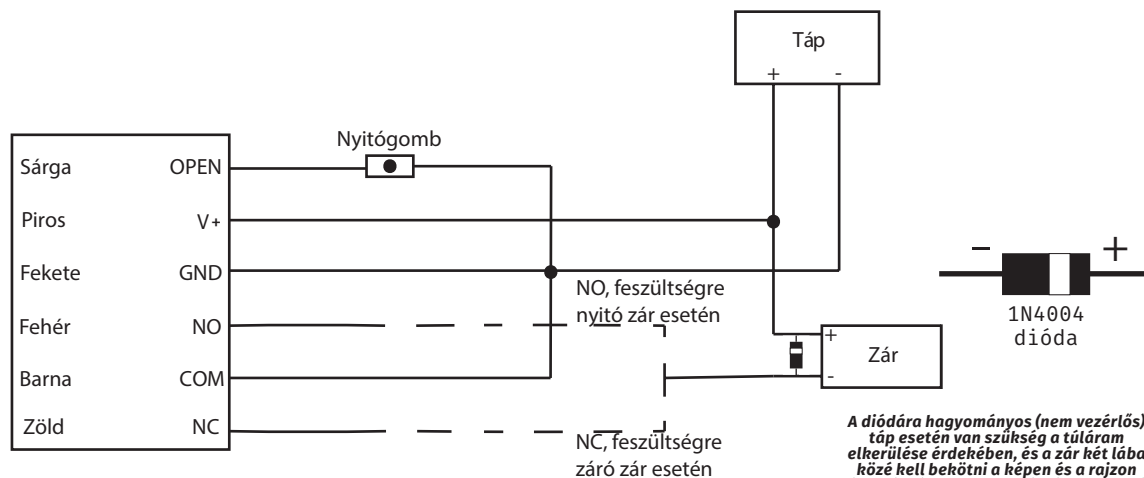 Táp
+ -
Nyitógomb
Sárga OPEN
Piros V+
Fekete GND
Fehér NO
Barna COM
Zöld NC
NO, feszültségre
nyitó zár esetén
NC, feszültségre
záró zár esetén
+
Zár
-
- +
1N4004
dióda
A diódára hagyományos (nem vezérlős)
táp esetén van szükség a túláram
elkerülése érdekében, és a zár két lába
közé kell bekötni a képen és a rajzon